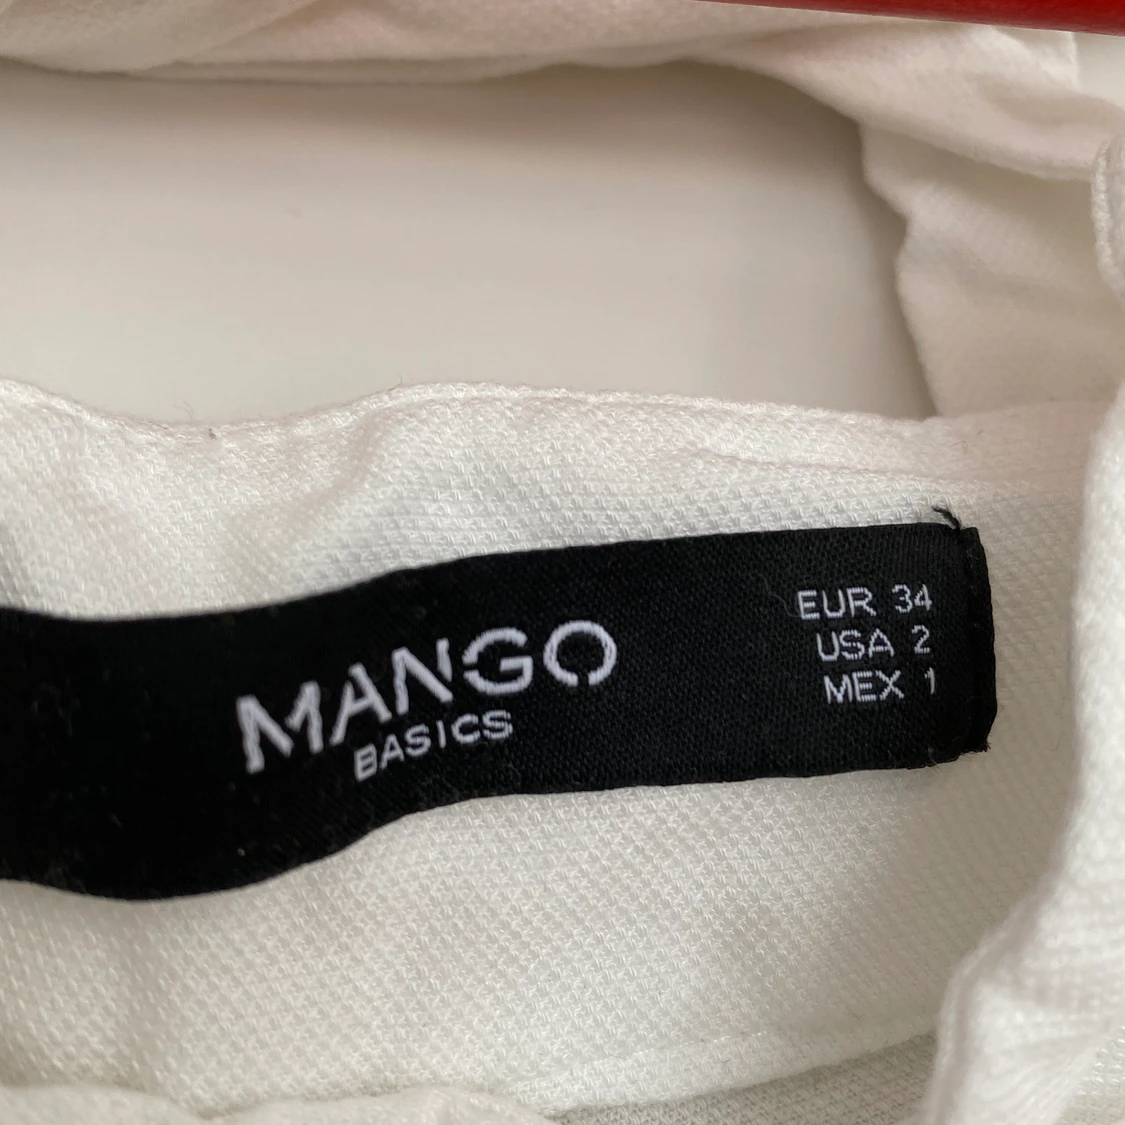 MANGO
BASICS
EUR 34
USA 2
MEX 1